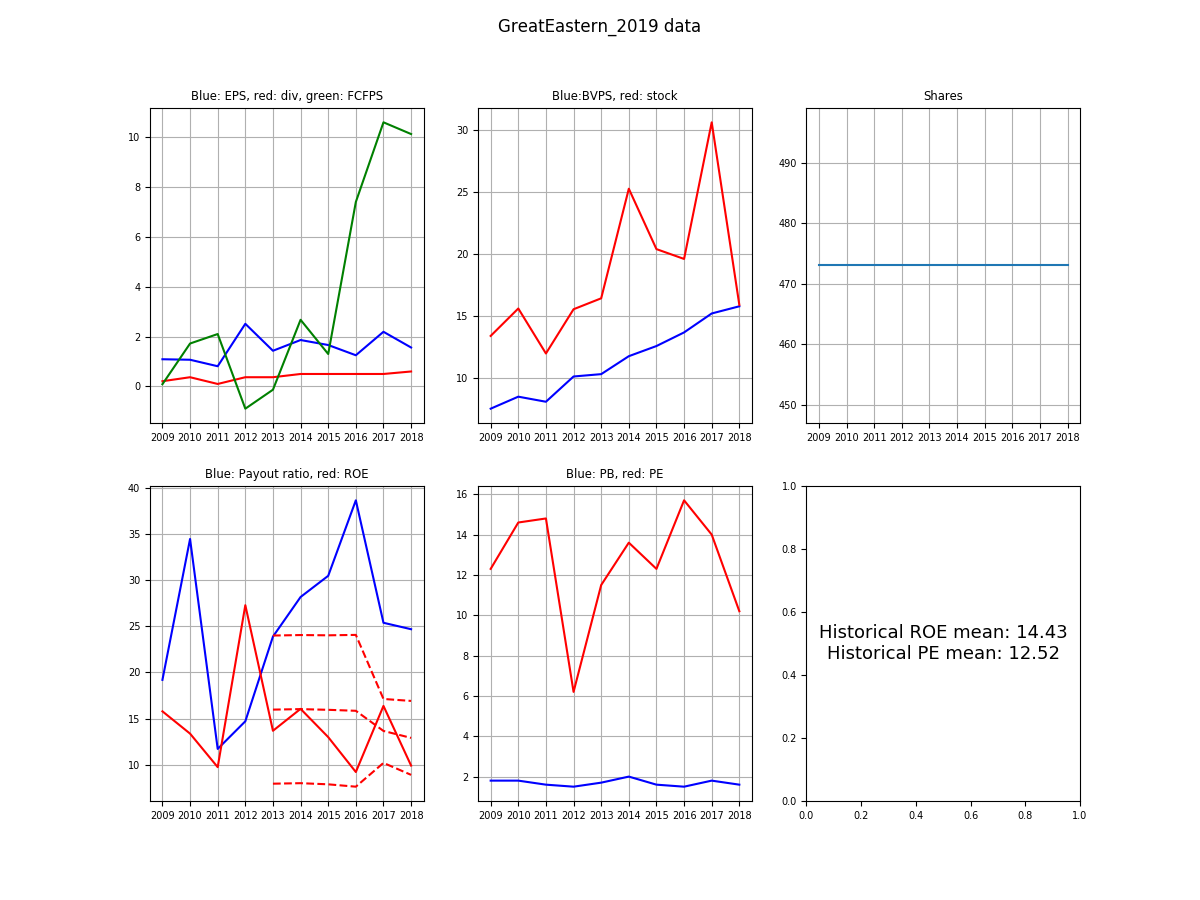 GreatEastern_2019 data
Blue: EPS, red: div, green: FCFPS
10
8
6
4
2
0
2009 2010 2011 2012 2013 2014 2015 2016 2017 2018
Blue:BVPS, red: stock
30
25
20
15
10
2009 2010 2011 2012 2013 2014 2015 2016 2017 2018
Shares
490
480
470
460
450
2009 2010 2011 2012 2013 2014 2015 2016 2017 2018
Blue: Payout ratio, red: ROE
40
35
30
25
20
15
10
2009 2010 2011 2012 2013 2014 2015 2016 2017 2018
Blue: PB, red: PE
16
14
12
10
8
6
4
2
2009 2010 2011 2012 2013 2014 2015 2016 2017 2018
1.0
0.8
0.6
0.4
0.2
0.0
Historical ROE mean: 14.43
Historical PE mean: 12.52
0.0 0.2 0.4 0.6 0.8 1.0